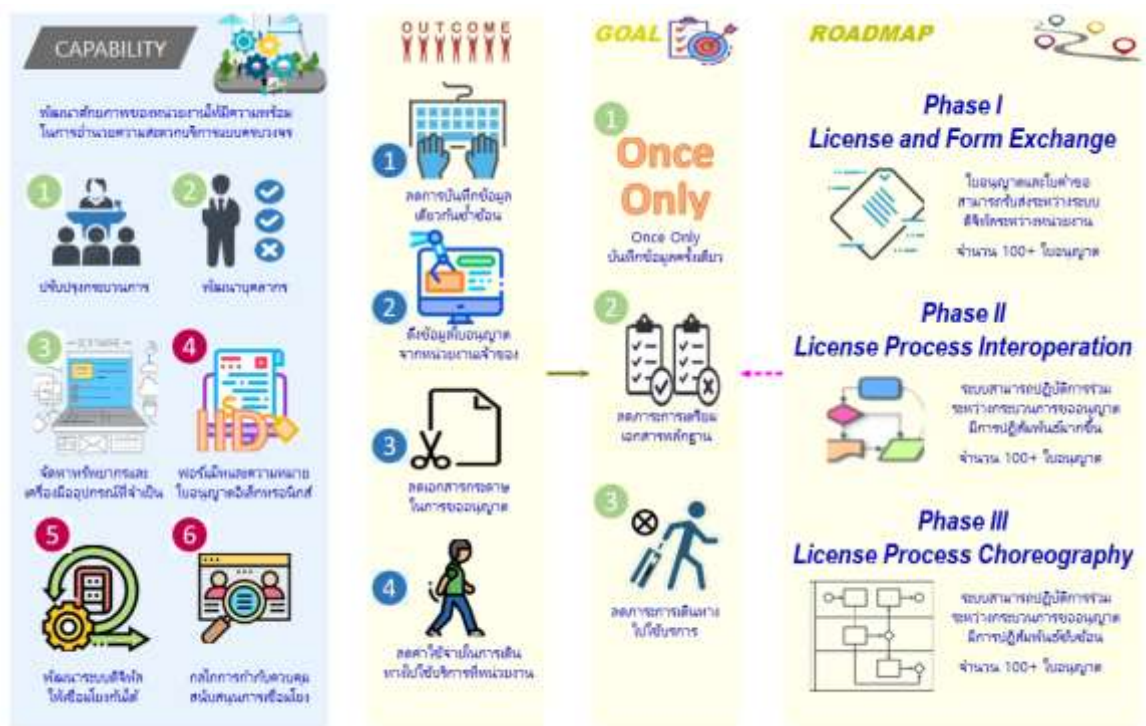 CAPABILITY
พัฒนาศักยภาพของหน่วยงานให้มีความพร้อม
ในการอำนวยความสะดวกบริการแบบครบวงจร
1
ปรับปรุงกระบวนการ
2
พัฒนาบุคลากร
3
SOFTWARE
จัดหาทรัพยากรและ
เครื่องมืออุปกรณ์ที่จำเป็น
4
ฟอร์แม็ทและความหมาย
ใบอนุญาตอิเล็กทรอนิกส์
5
พัฒนาระบบดิจิทัล
ให้เชื่อมโยงกันได้
6
กลไกการกำกับควบคุม
สนับสนุนการเชื่อมโยง
OUTCOME
1
ลดการบันทึกข้อมูล
เดียวกันซ้ำซ้อน
2
ดึงข้อมูลใบอนุญาต
จากหน่วยงานเจ้าของ
3
ลดเอกสารกระดาษ
ในการขออนุญาต
4
ลดค่าใช้จ่ายในการเดิน
ทางไปใช้บริการที่หน่วยงาน
GOAL
1
Once
Only
Once Only
บันทึกข้อมูลครั้งเดียว
2
ลดภาระการเตรียม
เอกสารหลักฐาน
3
ลดภาระการเดินทาง
ไปใช้บริการ
ROADMAP
Phase I
License and Form Exchange
ใบอนุญาตและใบคำขอ
สามารถรับส่งระหว่างระบบ
ดิจิทัลระหว่างหน่วยงาน
จำนวน 100+ ใบอนุญาต
Phase II
License Process Interoperation
ระบบสามารถปฏิบัติการร่วม
ระหว่างกระบวนการขออนุญาต
มีการปฏิสัมพันธ์มากขึ้น
จำนวน 100+ ใบอนุญาต
Phase III
License Process Choreography
ระบบสามารถปฏิบัติการร่วม
ระหว่างกระบวนการขออนุญาต
มีการปฏิสัมพันธ์ซับซ้อน
จำนวน 100+ ใบอนุญาต